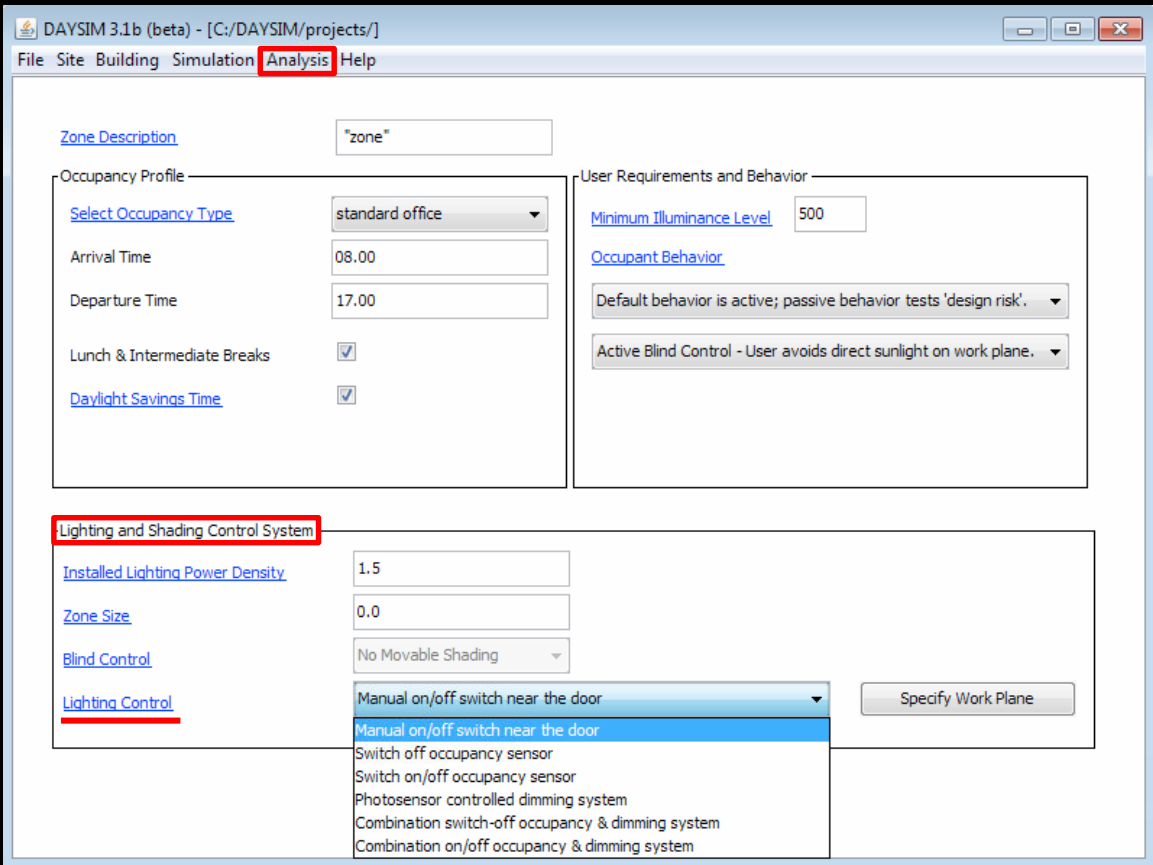 DAYSIM 3.1b (beta) - [C:/DAYSIM/projects/]
File Site Building Simulation Analysis Help
Zone Description "zone"
Occupancy Profile
Select Occupancy Type standard office
Arrival Time 08.00
Departure Time 17.00
Lunch & Intermediate Breaks
Daylight Savings Time
User Requirements and Behavior
Minimum Illuminance Level 500
Occupant Behavior
Default behavior is active; passive behavior tests 'design risk'.
Active Blind Control - User avoids direct sunlight on work plane.
Lighting and Shading Control System
Installed Lighting Power Density 1.5
Zone Size 0.0
Blind Control No Movable Shading
Lighting Control Manual on/off switch near the door Specify Work Plane
Manual on/off switch near the door
Switch off occupancy sensor
Switch on/off occupancy sensor
Photosensor controlled dimming system
Combination switch-off occupancy & dimming system
Combination on/off occupancy & dimming system